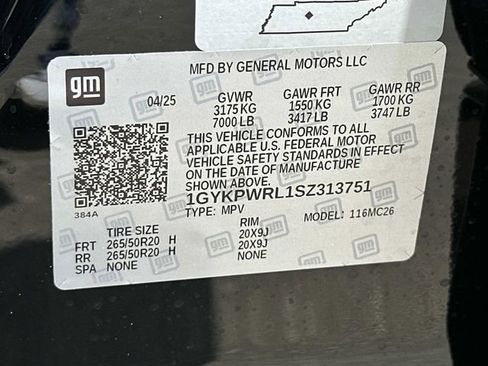 gm
MFD BY GENERAL MOTORS LLC
04/25 GVWR GAWR FRT GAWR RR
3175 KG 1550 KG 1700 KG
7000 LB 3417 LB 3747 LB
THIS VEHICLE CONFORMS TO ALL
APPLICABLE U.S. FEDERAL MOTOR
VEHICLE SAFETY STANDARDS IN EFFECT
ON THE DATE OF MANUFACTURE
SHOWN ABOVE.
1GYKPWRL1SZ313751
384A
TYPE: MPV MODEL: 116MC26
TIRE SIZE RIM
FRT 265/50R20 H 20X9J
RR 265/50R20 H 20X9J
SPA NONE NONE